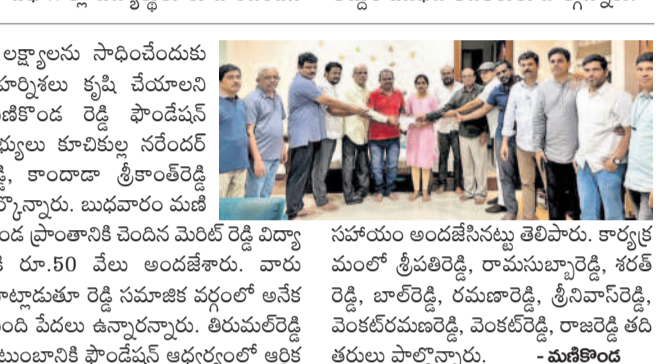 లక్ష్యాలను సాధించేందుకు
హర్నిశలు కృషి చేయాలని
ణికొండ రెడ్డి ఫౌండేషన్
భ్యులు కూచికుల్ల నరేందర్
డ్డి, కాందాడా శ్రీకాంత్‌రెడ్డి
ర్కొన్నారు. బుధవారం మణి
ండ ప్రాంతానికి చెందిన మెరిట్ రెడ్డి విద్యా
కి రూ.50 వేలు అందజేశారు. వారు
ాట్లాడుతూ రెడ్డి సమాజిక వర్గంలో అనేక
ంది పేదలు ఉన్నారన్నారు. తిరుమల్‌రెడ్డి
టుంబానికి ఫౌండేషన్ ఆధ్వర్యంలో ఆర్థిక
సహాయం అందజేసినట్టు తెలిపారు. కార్యక్ర
మంలో శ్రీపతిరెడ్డి, రామసుబ్బారెడ్డి, శరత్
రెడ్డి, బాల్‌రెడ్డి, రమణారెడ్డి, శ్రీనివాస్‌రెడ్డి,
వెంకట్‌రమణరెడ్డి, వెంకట్‌రెడ్డి, రాజరెడ్డి తది
తరులు పాల్గొన్నారు. - మణికొండ